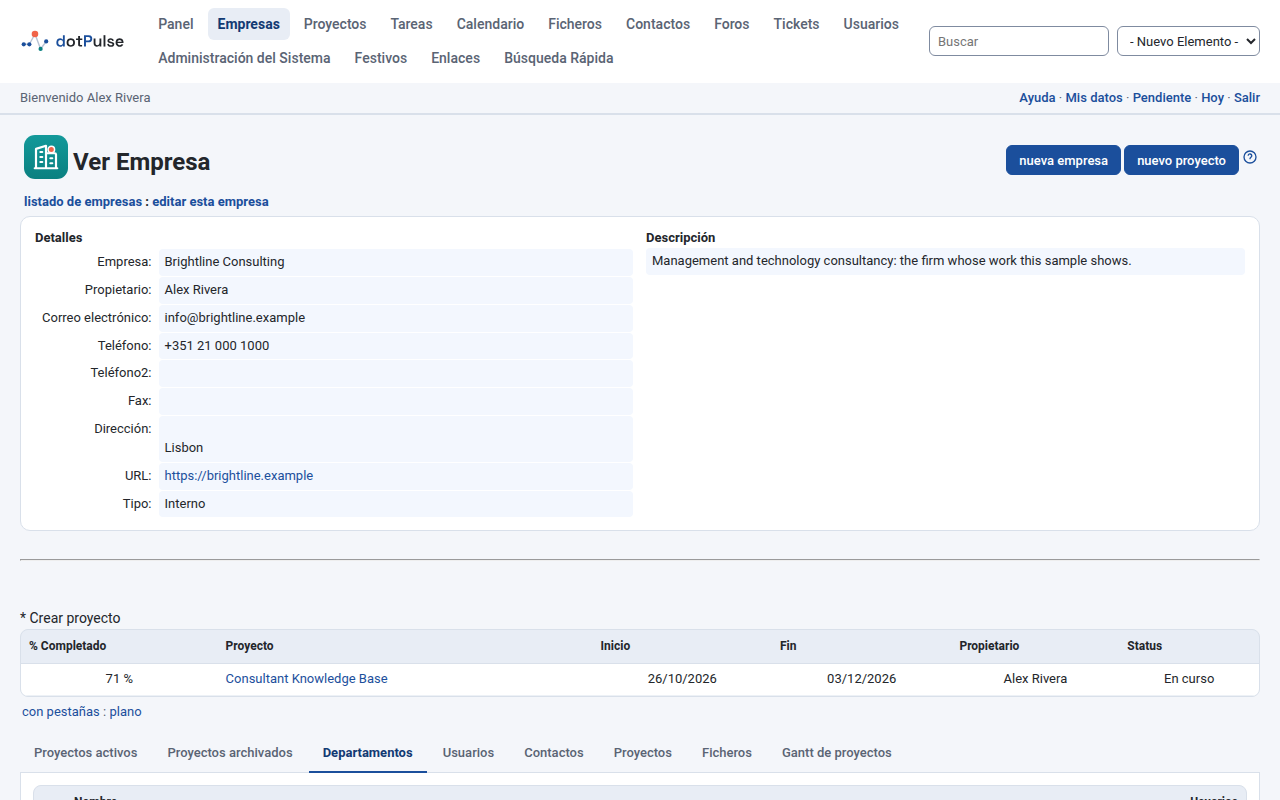 dotPulse
Panel Empresas Proyectos Tareas Calendario Ficheros Contactos Foros Tickets Usuarios
Administración del Sistema Festivos Enlaces Búsqueda Rápida
Buscar
- Nuevo Elemento -
Bienvenido Alex Rivera
Ayuda · Mis datos · Pendiente · Hoy · Salir
Ver Empresa
nueva empresa nuevo proyecto
listado de empresas : editar esta empresa
Detalles
Empresa: Brightline Consulting
Propietario: Alex Rivera
Correo electrónico: info@brightline.example
Teléfono: +351 21 000 1000
Teléfono2:
Fax:
Dirección:
Lisbon
URL: https://brightline.example
Tipo: Interno
Descripción
Management and technology consultancy: the firm whose work this sample shows.
* Crear proyecto
% Completado Proyecto Inicio Fin Propietario Status
71 % Consultant Knowledge Base 26/10/2026 03/12/2026 Alex Rivera En curso
con pestañas : plano
Proyectos activos Proyectos archivados Departamentos Usuarios Contactos Proyectos Ficheros Gantt de proyectos
Nombre Usuarios